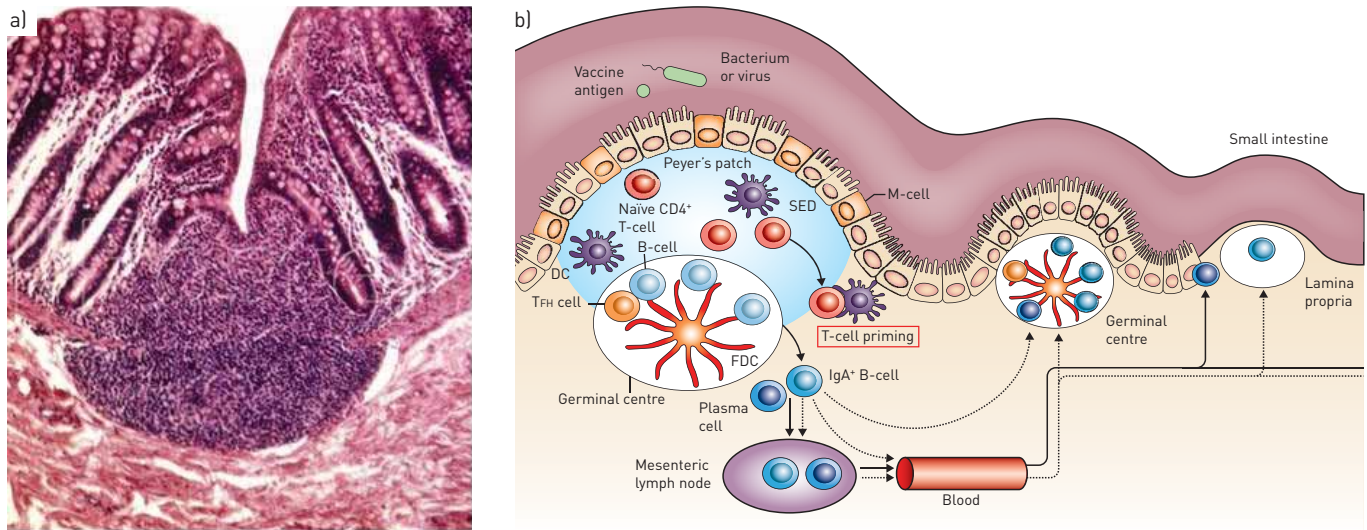 a)
b)
Bacterium
or virus
Vaccine
antigen
Small intestine
Peyer's patch
M-cell
Naïve CD4⁺
T-cell
SED
B-cell
DC
TFH cell
T-cell priming
FDC
Germinal centre
IgA⁺ B-cell
Plasma
cell
Mesenteric
lymph node
Blood
Germinal
centre
Lamina
propria